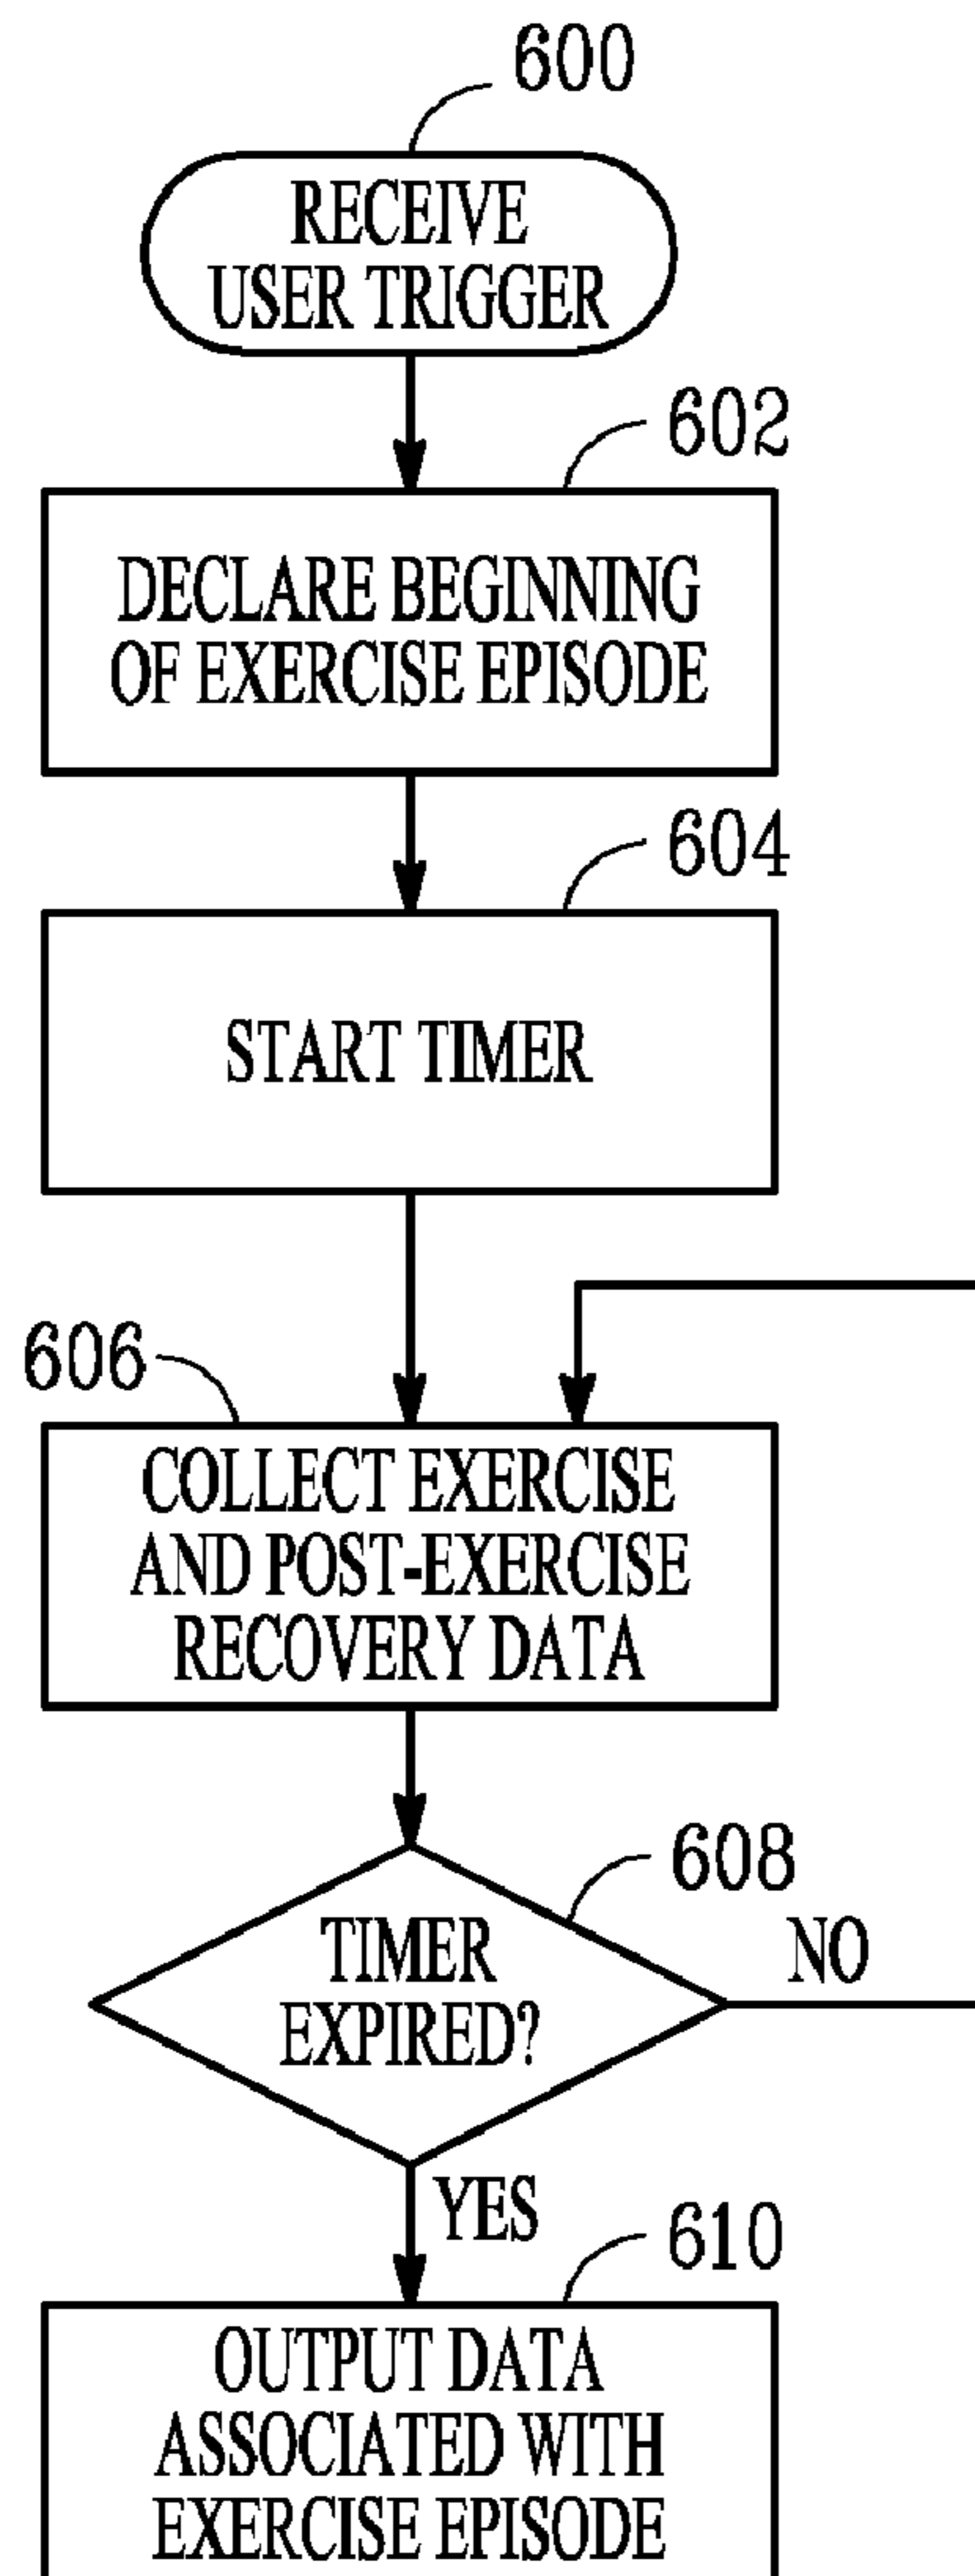 600
RECEIVE
USER TRIGGER
602
DECLARE BEGINNING
OF EXERCISE EPISODE
604
START TIMER
606
COLLECT EXERCISE
AND POST-EXERCISE
RECOVERY DATA
608
TIMER
EXPIRED?
NO
YES
610
OUTPUT DATA
ASSOCIATED WITH
EXERCISE EPISODE